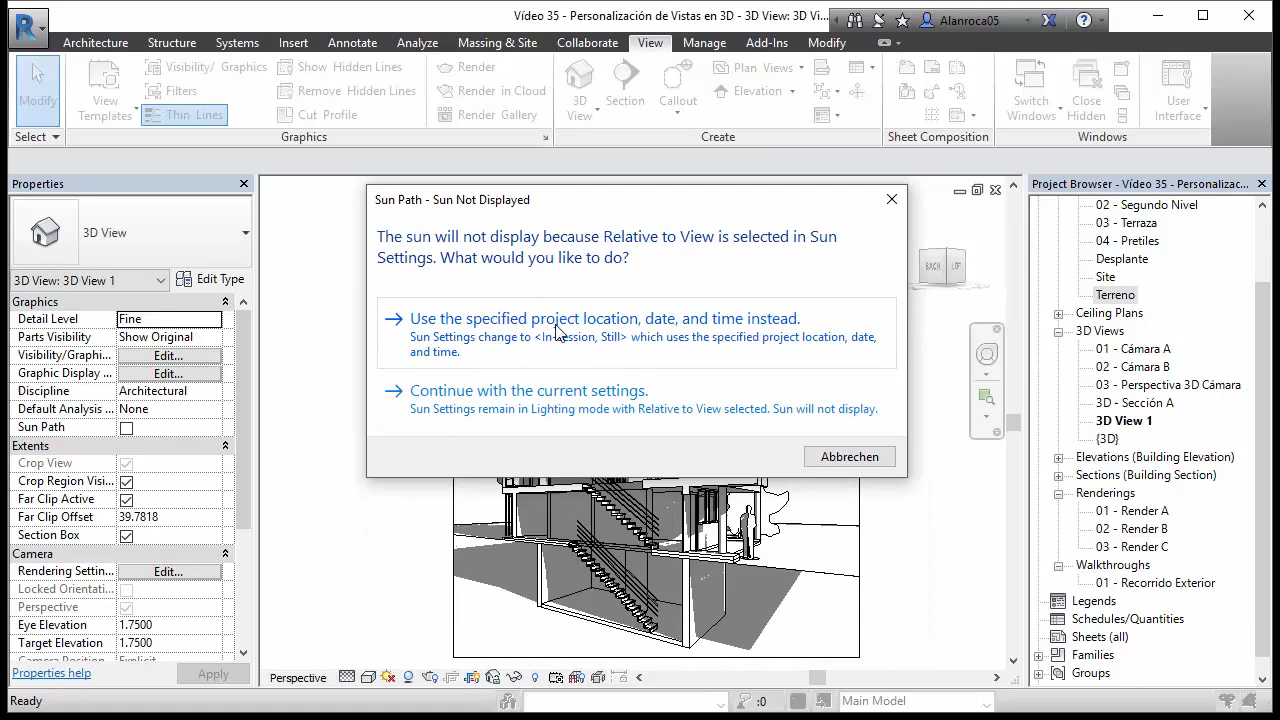 Vídeo 35 - Personalización de Vistas en 3D - 3D View: 3D Vi...
Alanroca05
Architecture Structure Systems Insert Annotate Analyze Massing & Site Collaborate View Manage Add-Ins Modify
Modify
View
Templates
Visibility/ Graphics
Filters
Thin Lines
Show Hidden Lines
Remove Hidden Lines
Cut Profile
Render
Render in Cloud
Render Gallery
3D
View
Section
Callout
Plan Views
Elevation
Switch
Windows
Close
Hidden
User
Interface
Select
Graphics
Create
Sheet Composition
Windows
Properties
3D View
3D View: 3D View 1
Edit Type
Graphics
Detail Level Fine
Parts Visibility Show Original
Visibility/Graphi... Edit...
Graphic Display ... Edit...
Discipline Architectural
Default Analysis ... None
Sun Path
Extents
Crop View
Crop Region Visi...
Far Clip Active
Far Clip Offset 39.7818
Section Box
Camera
Rendering Settin... Edit...
Locked Orientati...
Perspective
Eye Elevation 1.7500
Target Elevation 1.7500
Camera Position Explicit
Properties help
Apply
Sun Path - Sun Not Displayed
The sun will not display because Relative to View is selected in Sun
Settings. What would you like to do?
Use the specified project location, date, and time instead.
Sun Settings change to <In-session, Still> which uses the specified project location, date,
and time.
Continue with the current settings.
Sun Settings remain in Lighting mode with Relative to View selected. Sun will not display.
Abbrechen
BACK
Perspective
Project Browser - Vídeo 35 - Personalizac...
02 - Segundo Nivel
03 - Terraza
04 - Pretiles
Desplante
Site
Terreno
Ceiling Plans
3D Views
01 - Cámara A
02 - Cámara B
03 - Perspectiva 3D Cámara
3D - Sección A
3D View 1
{3D}
Elevations (Building Elevation)
Sections (Building Section)
Renderings
01 - Render A
02 - Render B
03 - Render C
Walkthroughs
01 - Recorrido Exterior
Legends
Schedules/Quantities
Sheets (all)
Families
Groups
Ready
:0
Main Model